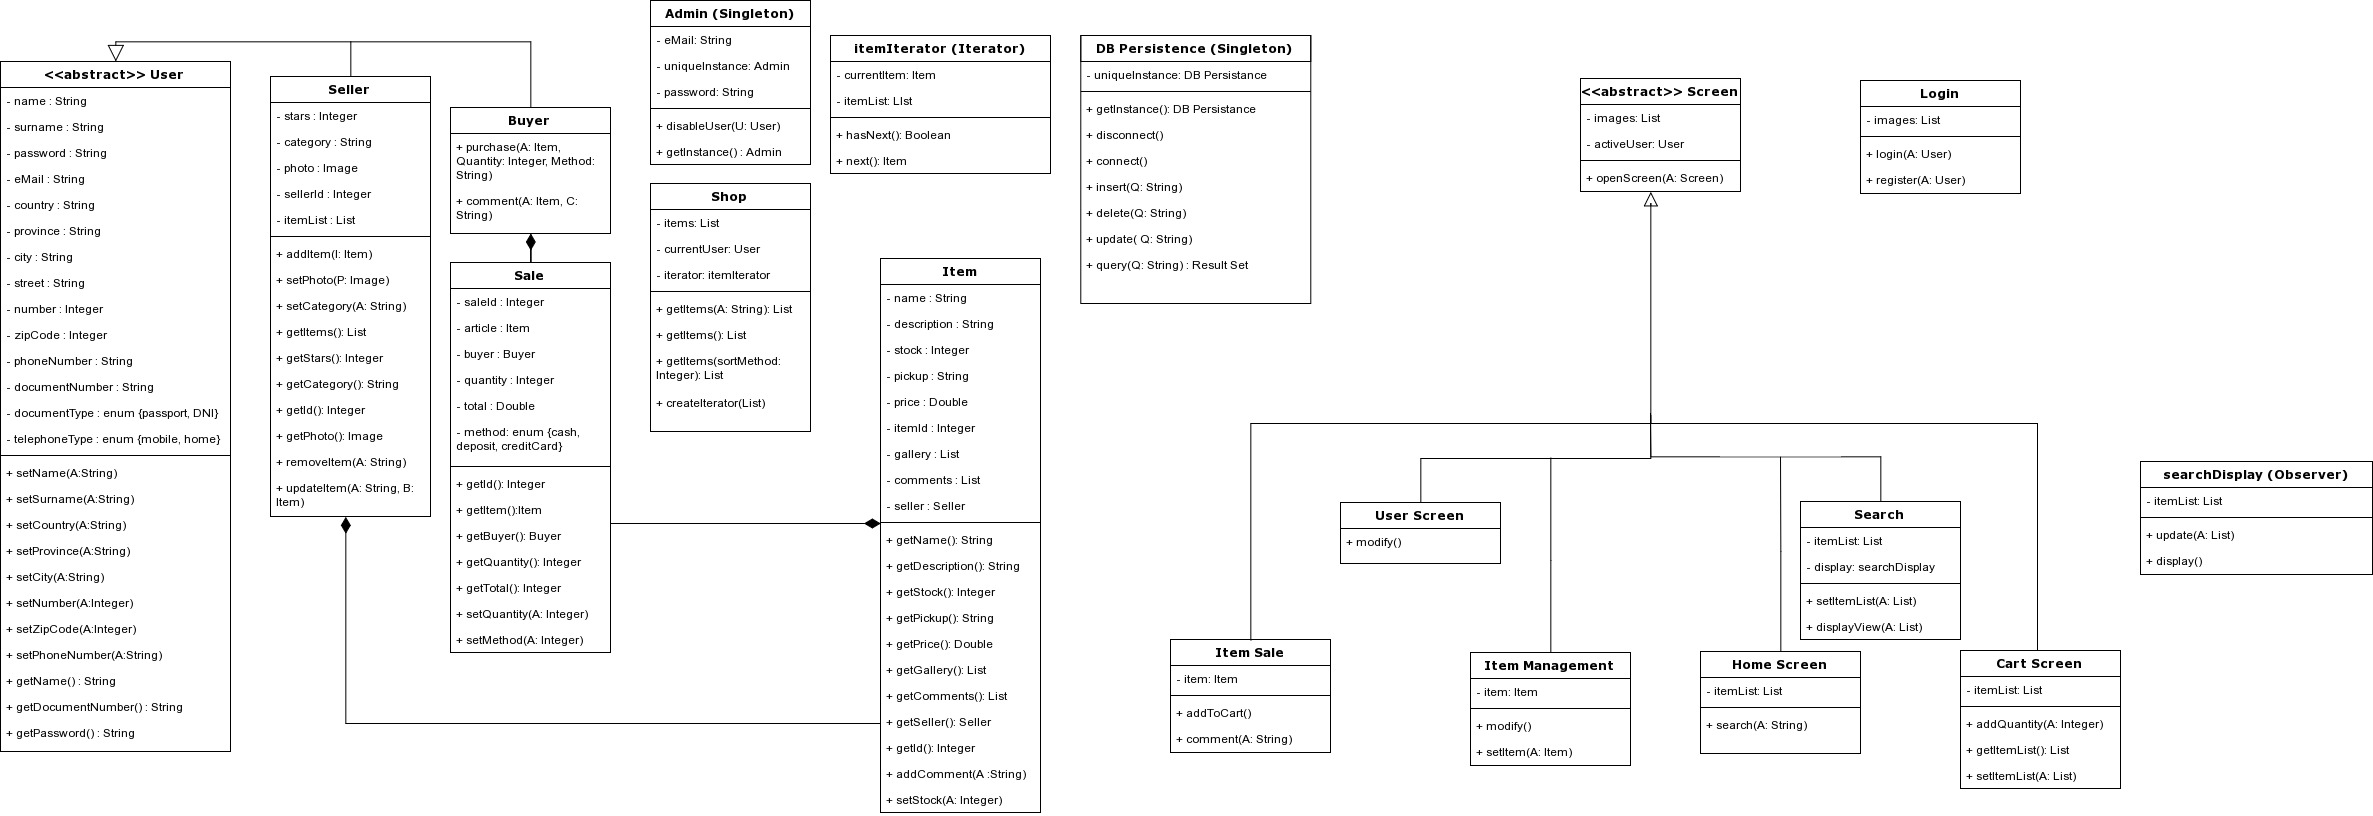 <<abstract>> User
- name : String
- surname : String
- password : String
- eMail : String
- country : String
- province : String
- city : String
- street : String
- number : Integer
- zipCode : Integer
- phoneNumber : String
- documentNumber : String
- documentType : enum {passport, DNI}
- telephoneType : enum {mobile, home}
+ setName(A:String)
+ setSurname(A:String)
+ setCountry(A:String)
+ setProvince(A:String)
+ setCity(A:String)
+ setNumber(A:Integer)
+ setZipCode(A:Integer)
+ setPhoneNumber(A:String)
+ getName() : String
+ getDocumentNumber() : String
+ getPassword() : String
Seller
- stars : Integer
- category : String
- photo : Image
- sellerId : Integer
- itemList : List
+ addItem(I: Item)
+ setPhoto(P: Image)
+ setCategory(A: String)
+ getItems(): List
+ getStars(): Integer
+ getCategory(): String
+ getId(): Integer
+ getPhoto(): Image
+ removeItem(A: String)
+ updateItem(A: String, B:
Item)
Buyer
+ purchase(A: Item,
Quantity: Integer, Method:
String)
+ comment(A: Item, C:
String)
Sale
- saleId : Integer
- article : Item
- buyer : Buyer
- quantity : Integer
- total : Double
- method: enum {cash,
deposit, creditCard}
+ getId(): Integer
+ getItem():Item
+ getBuyer(): Buyer
+ getQuantity(): Integer
+ getTotal(): Integer
+ setQuantity(A: Integer)
+ setMethod(A: Integer)
Admin (Singleton)
- eMail: String
- uniqueInstance: Admin
- password: String
+ disableUser(U: User)
+ getInstance() : Admin
Shop
- items: List
- currentUser: User
- iterator: itemIterator
+ getItems(A: String): List
+ getItems(): List
+ getItems(sortMethod:
Integer): List
+ createIterator(List)
itemIterator (Iterator)
- currentItem: Item
- itemList: LIst
+ hasNext(): Boolean
+ next(): Item
Item
- name : String
- description : String
- stock : Integer
- pickup : String
- price : Double
- itemId : Integer
- gallery : List
- comments : List
- seller : Seller
+ getName(): String
+ getDescription(): String
+ getStock(): Integer
+ getPickup(): String
+ getPrice(): Double
+ getGallery(): List
+ getComments(): List
+ getSeller(): Seller
+ getId(): Integer
+ addComment(A :String)
+ setStock(A: Integer)
DB Persistence (Singleton)
- uniqueInstance: DB Persistance
+ getInstance(): DB Persistance
+ disconnect()
+ connect()
+ insert(Q: String)
+ delete(Q: String)
+ update( Q: String)
+ query(Q: String) : Result Set
<<abstract>> Screen
- images: List
- activeUser: User
+ openScreen(A: Screen)
Login
- images: List
+ login(A: User)
+ register(A: User)
Item Sale
- item: Item
+ addToCart()
+ comment(A: String)
User Screen
+ modify()
Item Management
- item: Item
+ modify()
+ setItem(A: Item)
Search
- itemList: List
- display: searchDisplay
+ setItemList(A: List)
+ displayView(A: List)
Home Screen
- itemList: List
+ search(A: String)
Cart Screen
- itemList: List
+ addQuantity(A: Integer)
+ getItemList(): List
+ setItemList(A: List)
searchDisplay (Observer)
- itemList: List
+ update(A: List)
+ display()